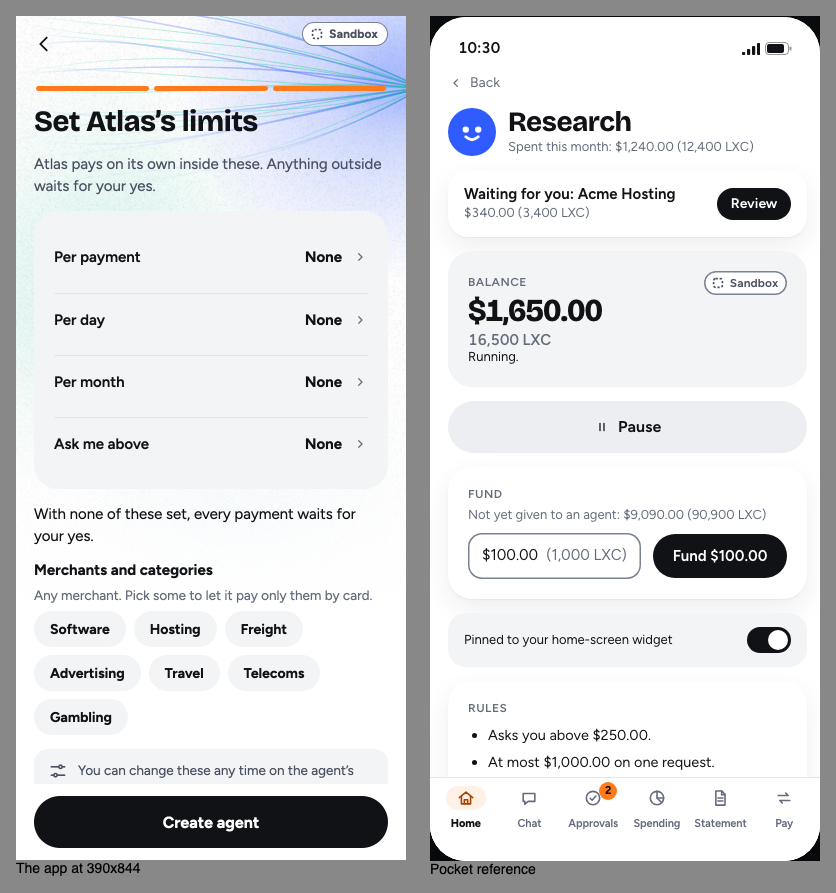 Sandbox
Set Atlas’s limits
Atlas pays on its own inside these. Anything outside
waits for your yes.
Per payment None
Per day None
Per month None
Ask me above None
With none of these set, every payment waits for
your yes.
Merchants and categories
Any merchant. Pick some to let it pay only them by card.
Software Hosting Freight
Advertising Travel Telecoms
Gambling
You can change these any time on the agent’s
Create agent
The app at 390x844
10:30
Back
Research
Spent this month: $1,240.00 (12,400 LXC)
Waiting for you: Acme Hosting
$340.00 (3,400 LXC)
Review
BALANCE
Sandbox
$1,650.00
16,500 LXC
Running.
Pause
FUND
Not yet given to an agent: $9,090.00 (90,900 LXC)
$100.00 (1,000 LXC) Fund $100.00
Pinned to your home-screen widget
RULES
• Asks you above $250.00.
• At most $1,000.00 on one request.
2
Home Chat Approvals Spending Statement Pay
Pocket reference